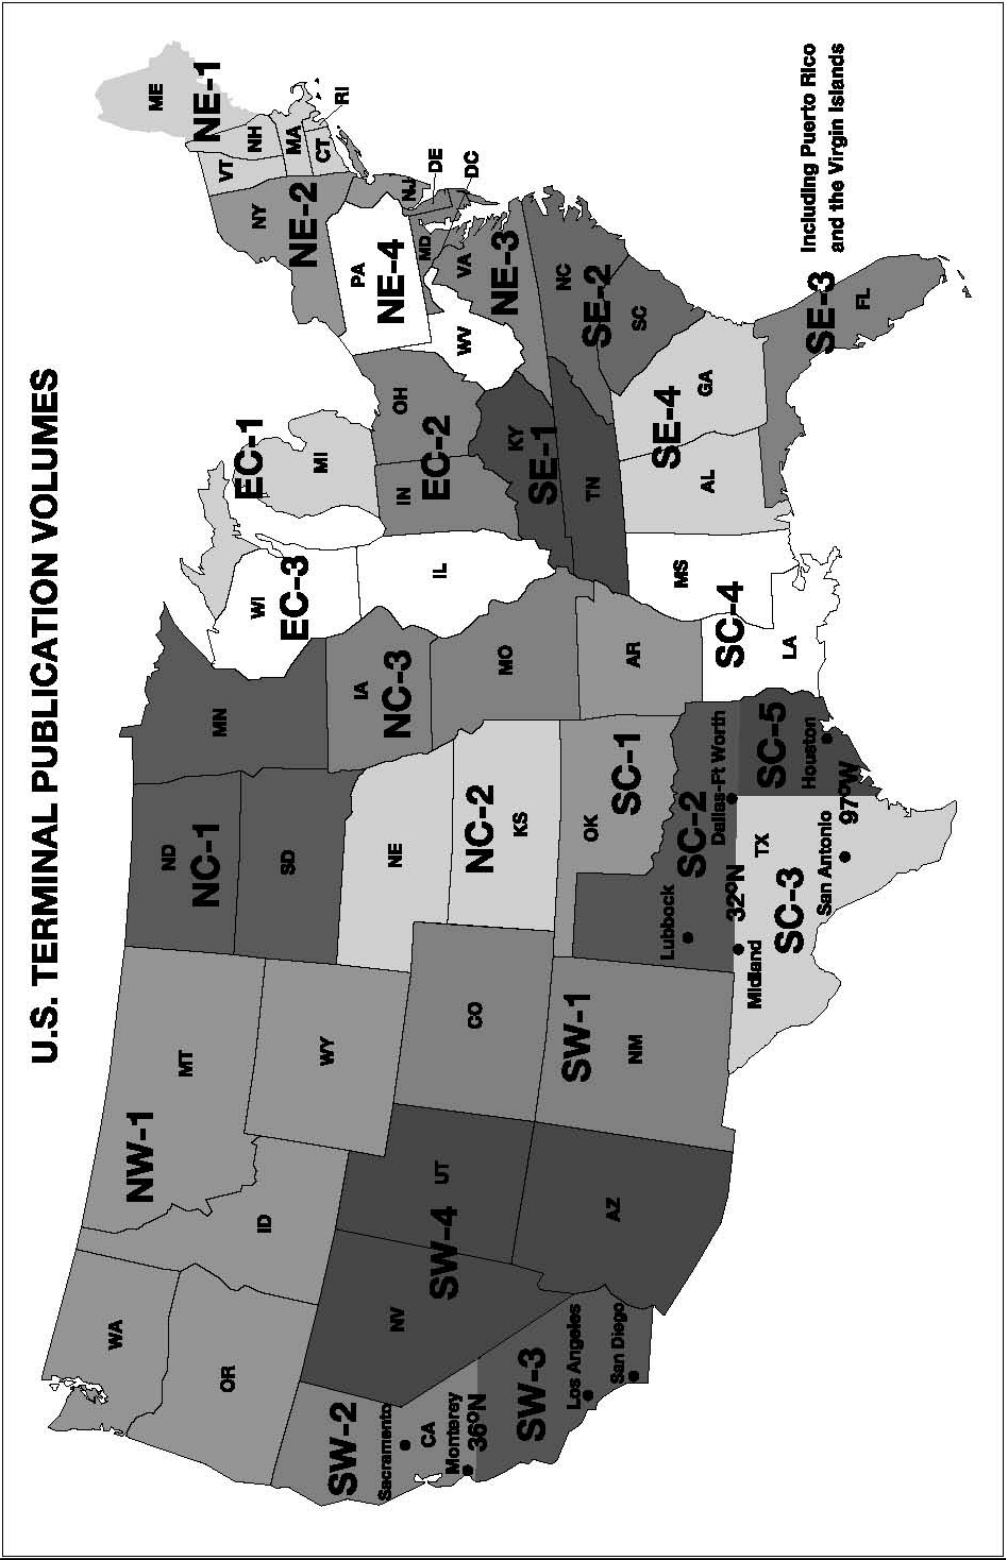 U.S. TERMINAL PUBLICATION VOLUMES
WA
OR
ID
MT
WY
NW-1
CA
SW-2
Sacramento
Monterey
36ºN
SW-3
Los Angeles
San Diego
NV
UT
SW-4
AZ
CO
SW-1
NM
ND
NC-1
SD
MN
NE
NC-2
KS
IA
NC-3
MO
OK
SC-1
AR
Lubbock
SC-2
Dallas-Ft Worth
32ºN
Midland
TX
SC-3
San Antonio
97ºW
SC-5
Houston
MS
SC-4
LA
WI
EC-3
IL
EC-1
MI
OH
EC-2
IN
KY
SE-1
TN
SE-4
GA
AL
NC
SE-2
SC
SE-3
FL
Including Puerto Rico
and the Virgin Islands
ME
NE-1
VT
NH
MA
CT
RI
NY
NE-2
PA
NE-4
WV
NJ
DE
DC
MD
VA
NE-3